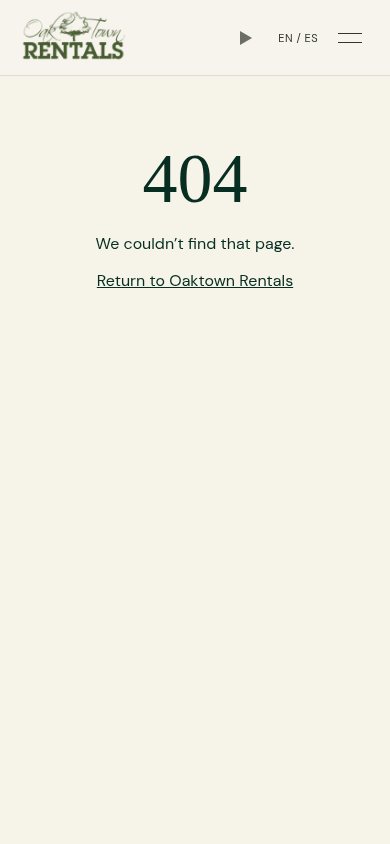 Oak Town
RENTALS
EN / ES
404
We couldn’t find that page.
Return to Oaktown Rentals